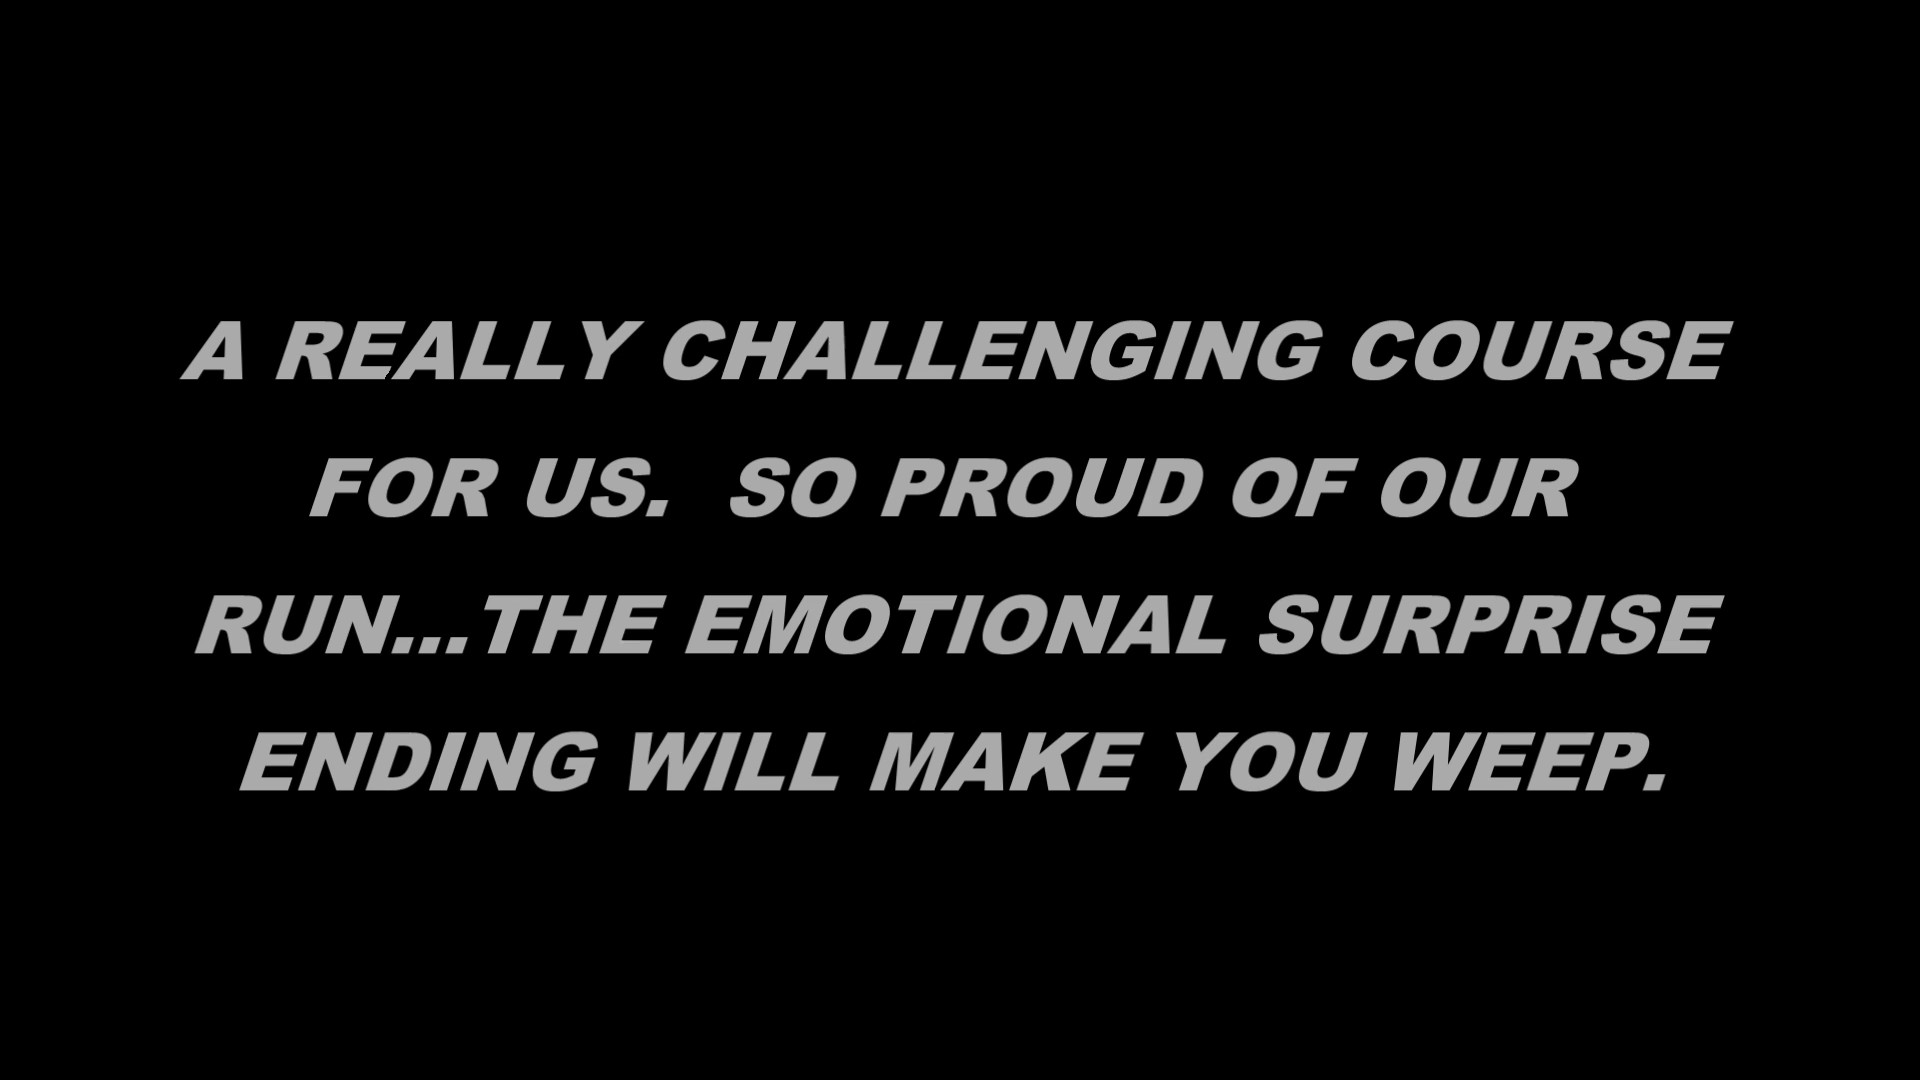 A REALLY CHALLENGING COURSE
FOR US.  SO PROUD OF OUR
RUN...THE EMOTIONAL SURPRISE
ENDING WILL MAKE YOU WEEP.